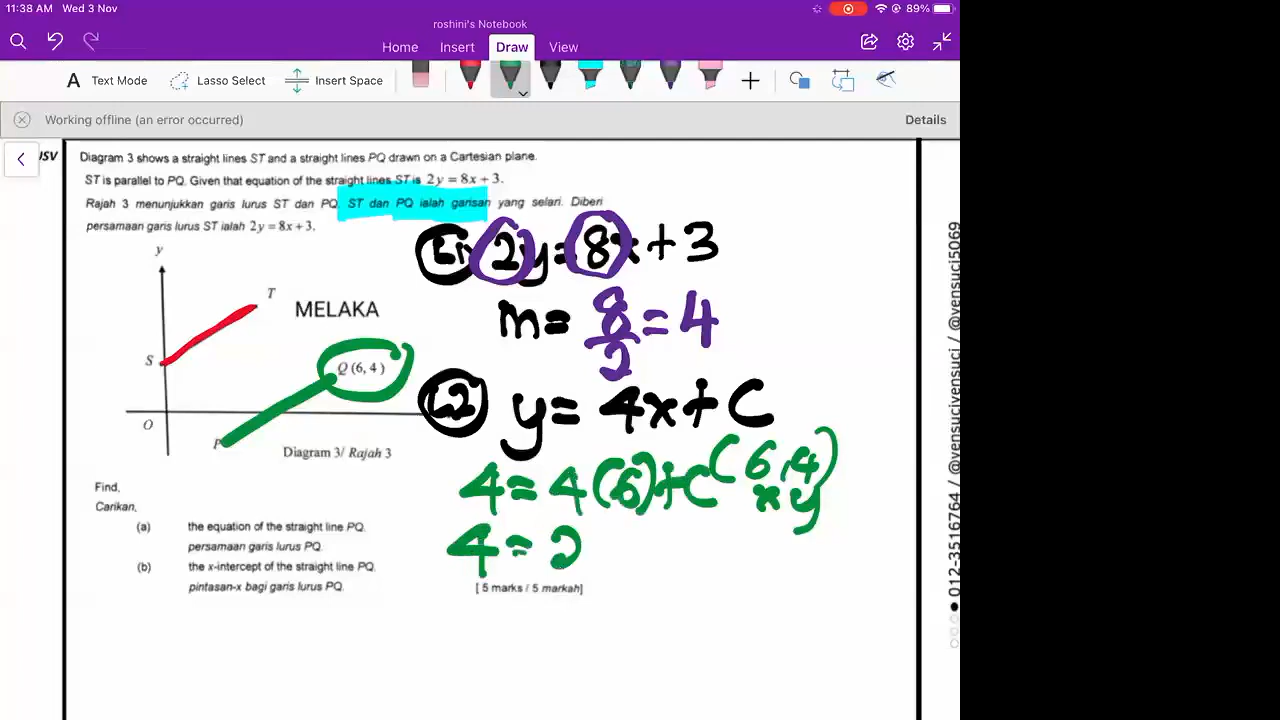 11:38 AM Wed 3 Nov
89%
roshini's Notebook
Home Insert Draw View
A Text Mode Lasso Select Insert Space
Working offline (an error occurred) Details
USV
Diagram 3 shows a straight lines ST and a straight lines PQ drawn on a Cartesian plane.
ST is parallel to PQ. Given that equation of the straight lines ST is 2y = 8x + 3.
Rajah 3 menunjukkan garis lurus ST dan PQ. ST dan PQ ialah garisan yang selari. Diberi
persamaan garis lurus ST ialah 2y = 8x + 3.
L1 2y = 8x + 3
m = 8/2 = 4
L2 y = 4x + C
4 = 4(6) + C (6,4)
x y
4 = 2
y
T
MELAKA
S
Q (6, 4)
O
P
Diagram 3/ Rajah 3
Find,
Carikan,
(a) the equation of the straight line PQ.
persamaan garis lurus PQ.
(b) the x-intercept of the straight line PQ.
pintasan-x bagi garis lurus PQ.
[ 5 marks / 5 markah]
012-3516764 / @vensucivensuci / @vensuci5069